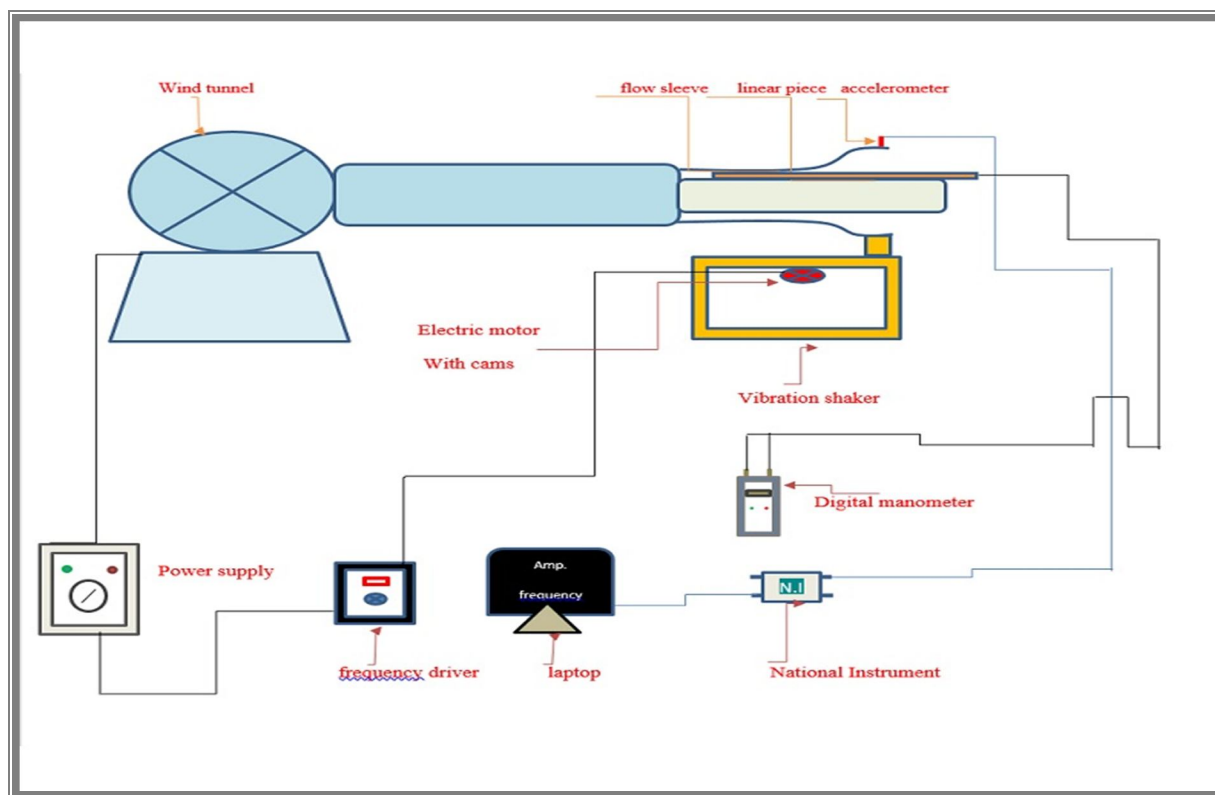 Wind tunnel
flow sleeve
linear piece
accelerometer
Electric motor
With cams
Vibration shaker
Digital manometer
Power supply
Amp.
frequency
N.I
frequency driver
laptop
National Instrument